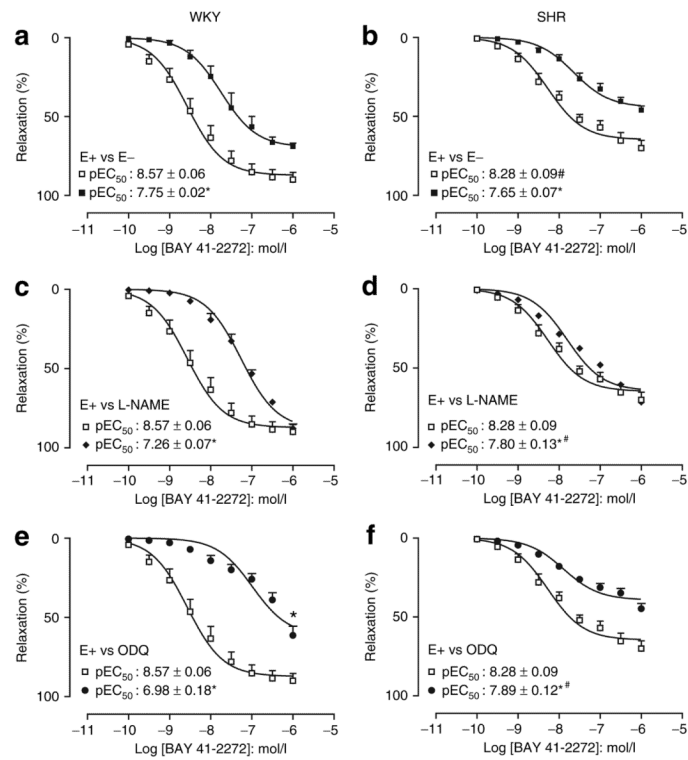 WKY SHR
a b
0 0
50 50
100 100
Relaxation (%) Relaxation (%)
E+ vs E− E+ vs E−
pEC50 : 8.57 ± 0.06 pEC50 : 8.28 ± 0.09#
pEC50 : 7.75 ± 0.02* pEC50 : 7.65 ± 0.07*
−11 −10 −9 −8 −7 −6 −5 −11 −10 −9 −8 −7 −6 −5
Log [BAY 41-2272]: mol/l Log [BAY 41-2272]: mol/l
c d
0 0
50 50
100 100
Relaxation (%) Relaxation (%)
E+ vs L-NAME E+ vs L-NAME
pEC50 : 8.57 ± 0.06 pEC50 : 8.28 ± 0.09
pEC50 : 7.26 ± 0.07* pEC50 : 7.80 ± 0.13*#
−11 −10 −9 −8 −7 −6 −5 −11 −10 −9 −8 −7 −6 −5
Log [BAY 41-2272]: mol/l Log [BAY 41-2272]: mol/l
e f
0 0
50 50
100 100
Relaxation (%) Relaxation (%)
*
E+ vs ODQ E+ vs ODQ
pEC50 : 8.57 ± 0.06 pEC50 : 8.28 ± 0.09
pEC50 : 6.98 ± 0.18* pEC50 : 7.89 ± 0.12*#
−11 −10 −9 −8 −7 −6 −5 −11 −10 −9 −8 −7 −6 −5
Log [BAY 41-2272]: mol/l Log [BAY 41-2272]: mol/l